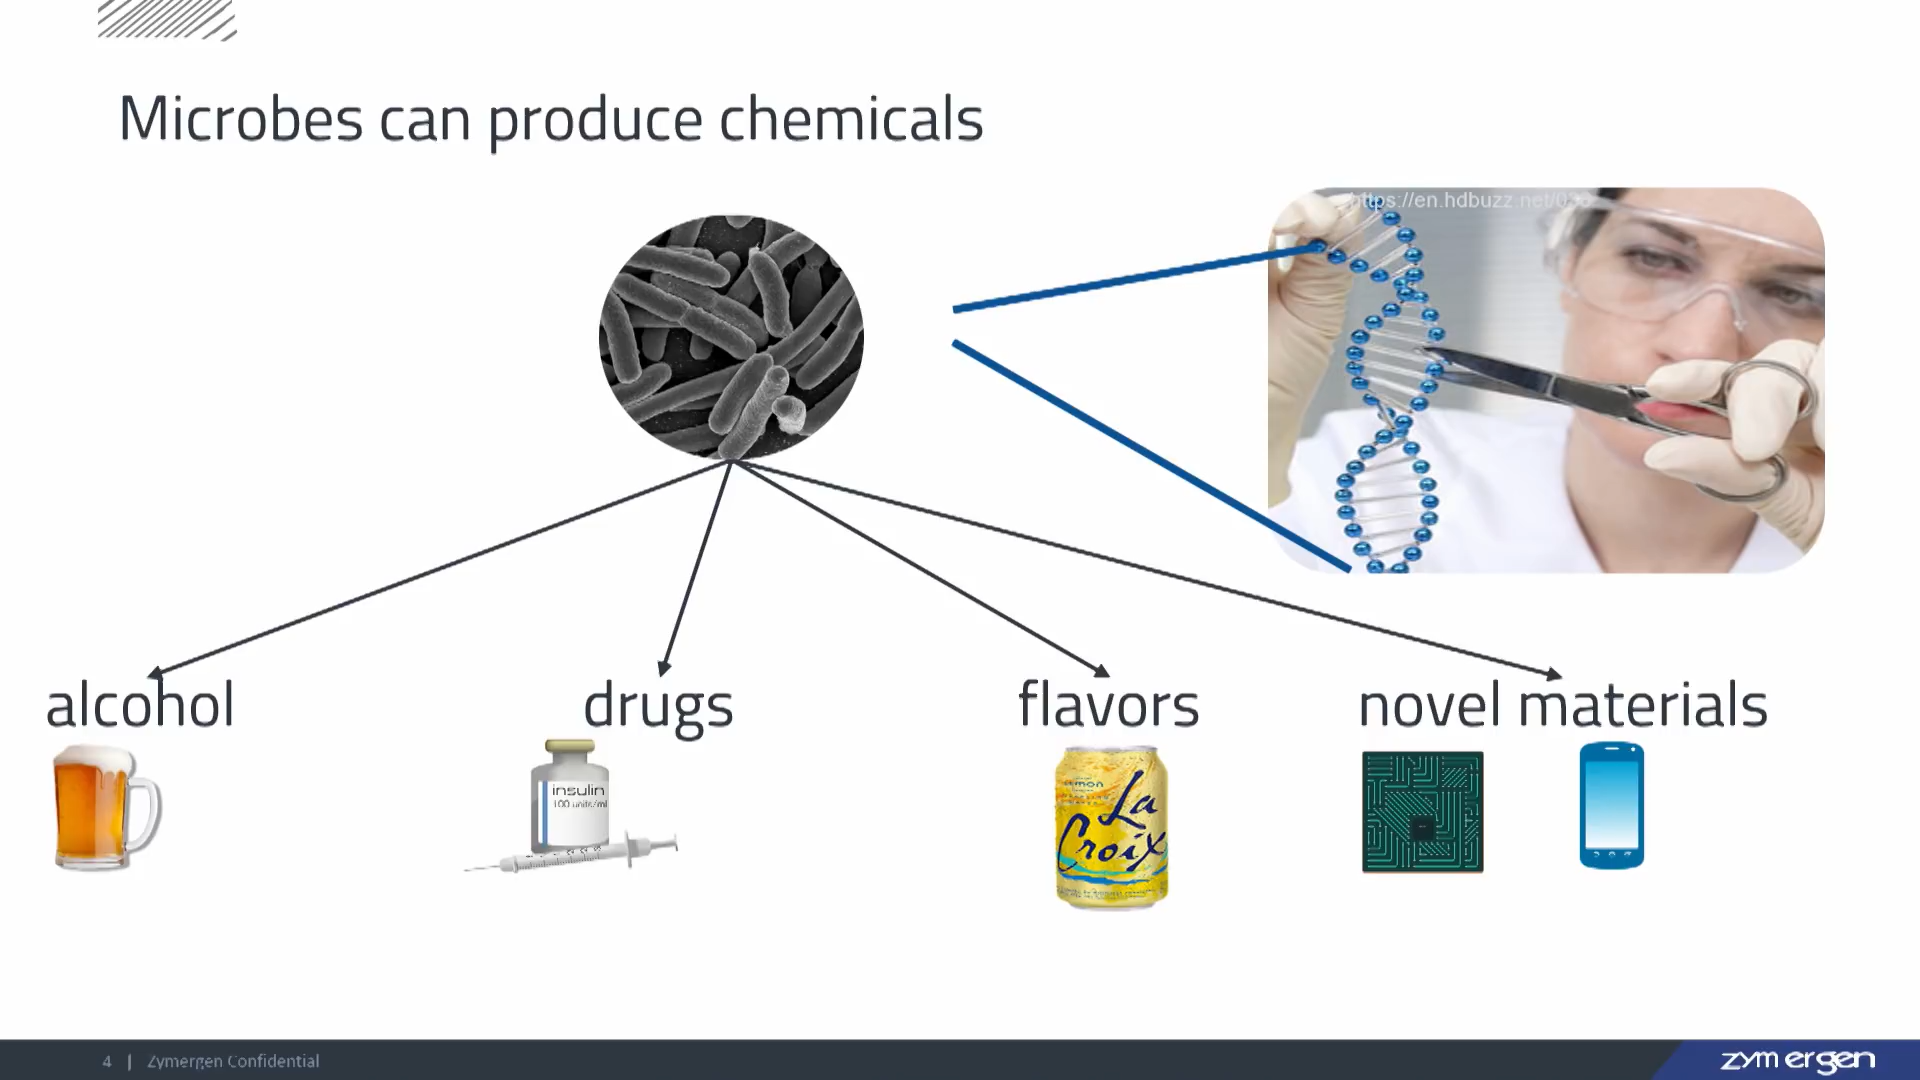 Microbes can produce chemicals
https://en.hdbuzz.net/03
alcohol
drugs
flavors
novel materials
insulin
100 units/ml
La
Croix
4 | Zymergen Confidential
zymergen